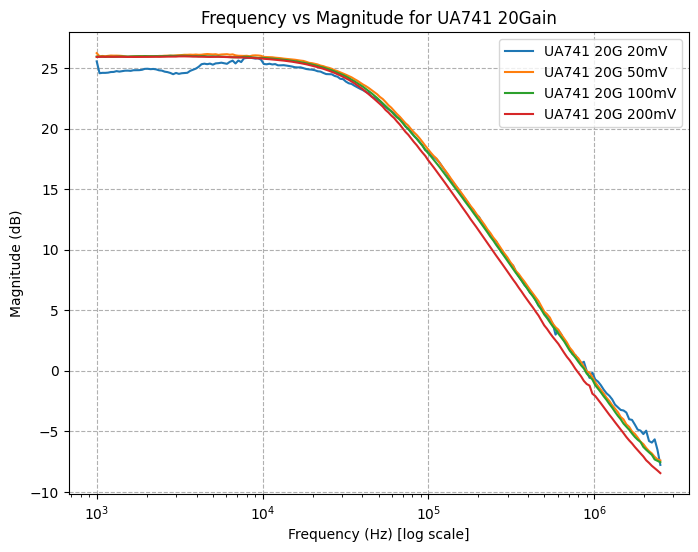 Frequency vs Magnitude for UA741 20Gain
UA741 20G 20mV
UA741 20G 50mV
UA741 20G 100mV
UA741 20G 200mV
Magnitude (dB)
25
20
15
10
5
0
−5
−10
10³
10⁴
10⁵
10⁶
Frequency (Hz) [log scale]